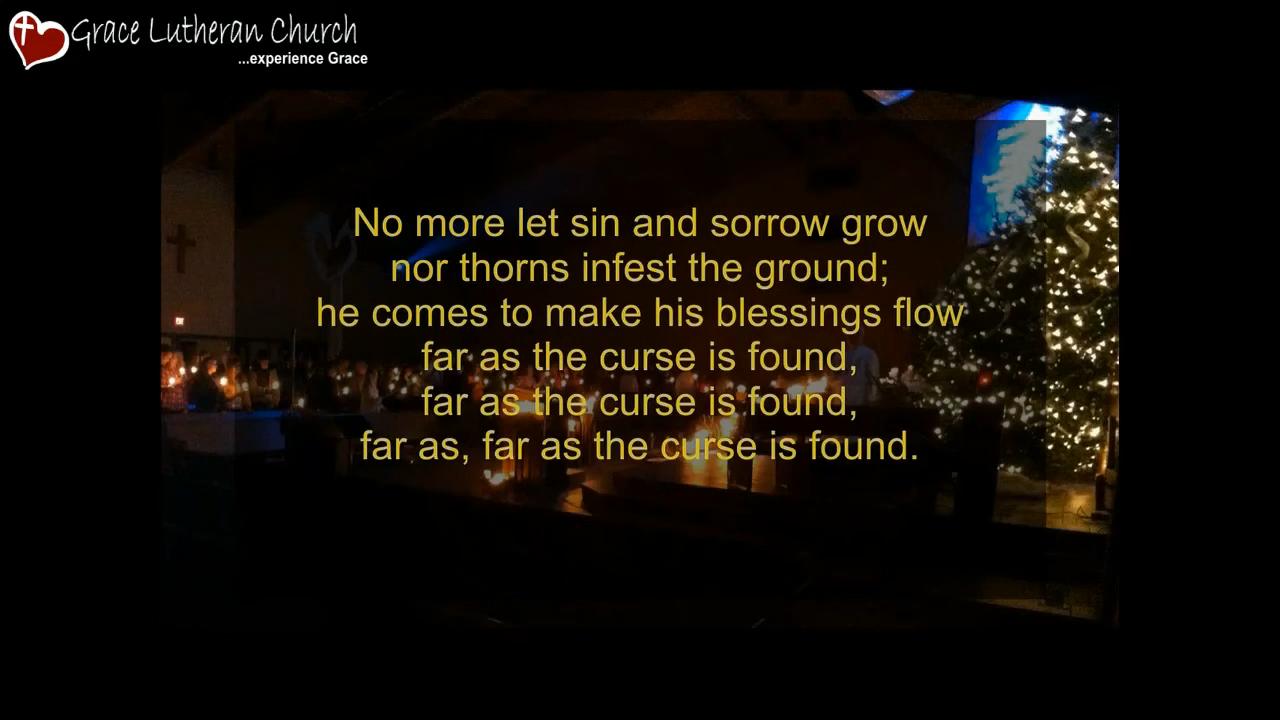 Grace Lutheran Church
...experience Grace
No more let sin and sorrow grow
nor thorns infest the ground;
he comes to make his blessings flow
far as the curse is found,
far as the curse is found,
far as, far as the curse is found.